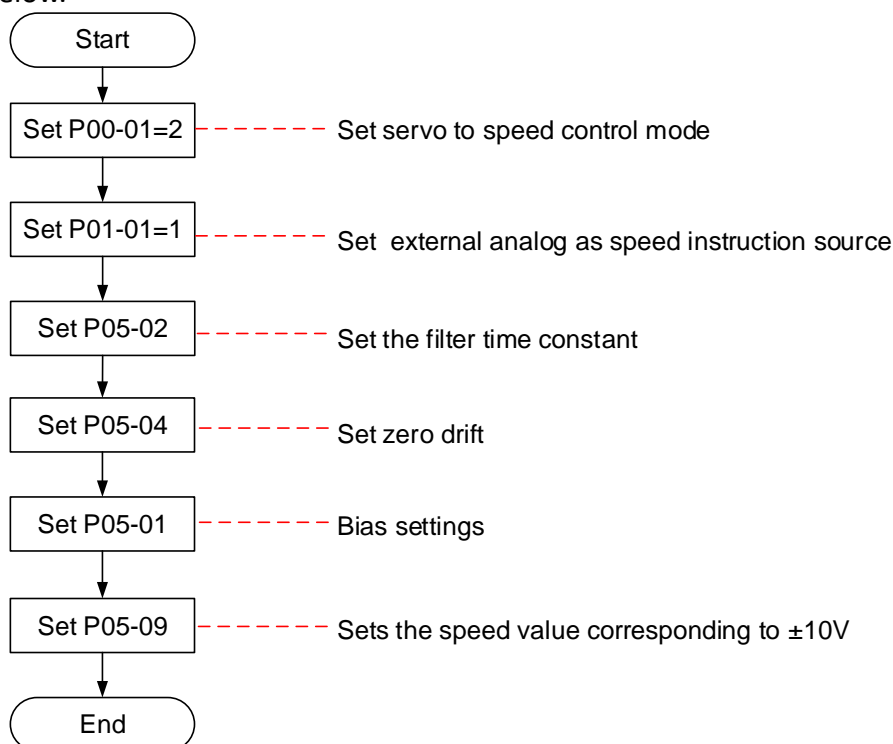 Start
Set P00-01=2
Set servo to speed control mode
Set P01-01=1
Set external analog as speed instruction source
Set P05-02
Set the filter time constant
Set P05-04
Set zero drift
Set P05-01
Bias settings
Set P05-09
Sets the speed value corresponding to ±10V
End